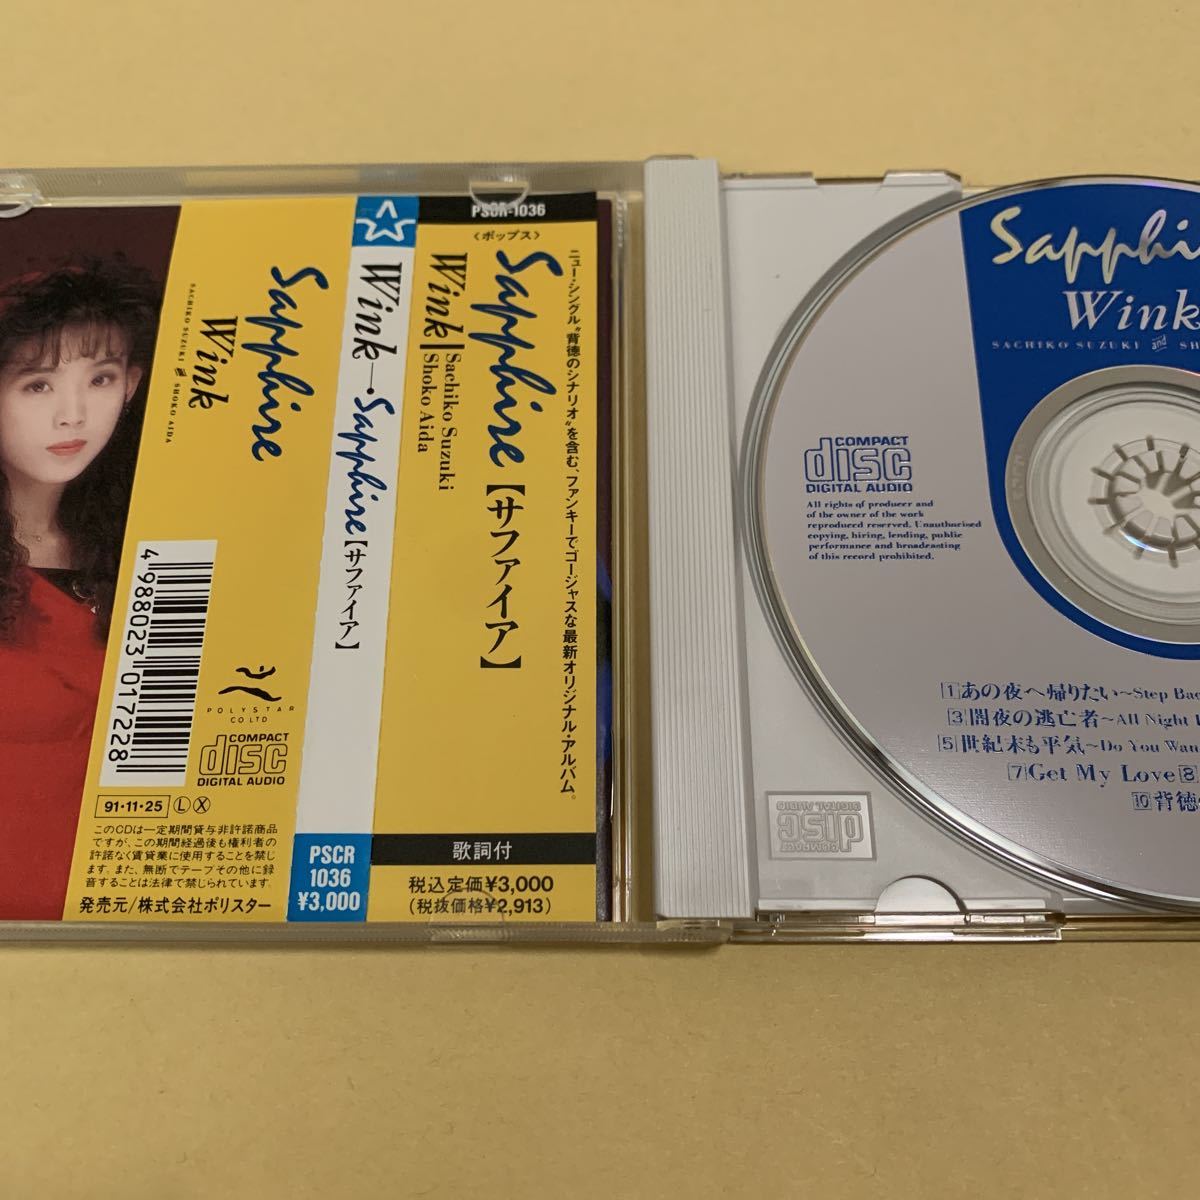 Sapphire
Wink
SACHIKO SUZUKI and SHOKO AIDA
4 988023 017228
POLYSTAR
CO.LTD
COMPACT
disc
DIGITAL AUDIO
91・11・25 Ⓛ Ⓧ
このCDは一定期間貸与非許諾商品
ですが、この期間経過後も権利者の
許諾なく賃貸業に使用することを禁じ
ます。また、無断でテープその他に録
音することは法律で禁じられています。
発売元/株式会社ポリスター
Wink—・Sapphire【サファイア】
PSCR
1036
¥3,000
PSCR-1036
〈ポップス〉
ニュー・シングル“背徳のシナリオ”を含む、ファンキーでゴージャスな最新オリジナル・アルバム。
Sapphire【サファイア】
Wink
Sachiko Suzuki
Shoko Aida
歌詞付
税込定価¥3,000
(税抜価格¥2,913)
Sapphi
Wink
SACHIKO SUZUKI and SH
COMPACT
disc
DIGITAL AUDIO
All rights of producer and
of the owner of the work
reproduced reserved. Unauthorised
copying, hiring, lending, public
performance and broadcasting
of this record prohibited.
1 あの夜へ帰りたい~Step Bac
3 闇夜の逃亡者~All Night
5 世紀末も平気~Do You Wan
7 Get My Love 8
10 背徳
COMPACT
disc
DIGITAL AUDIO